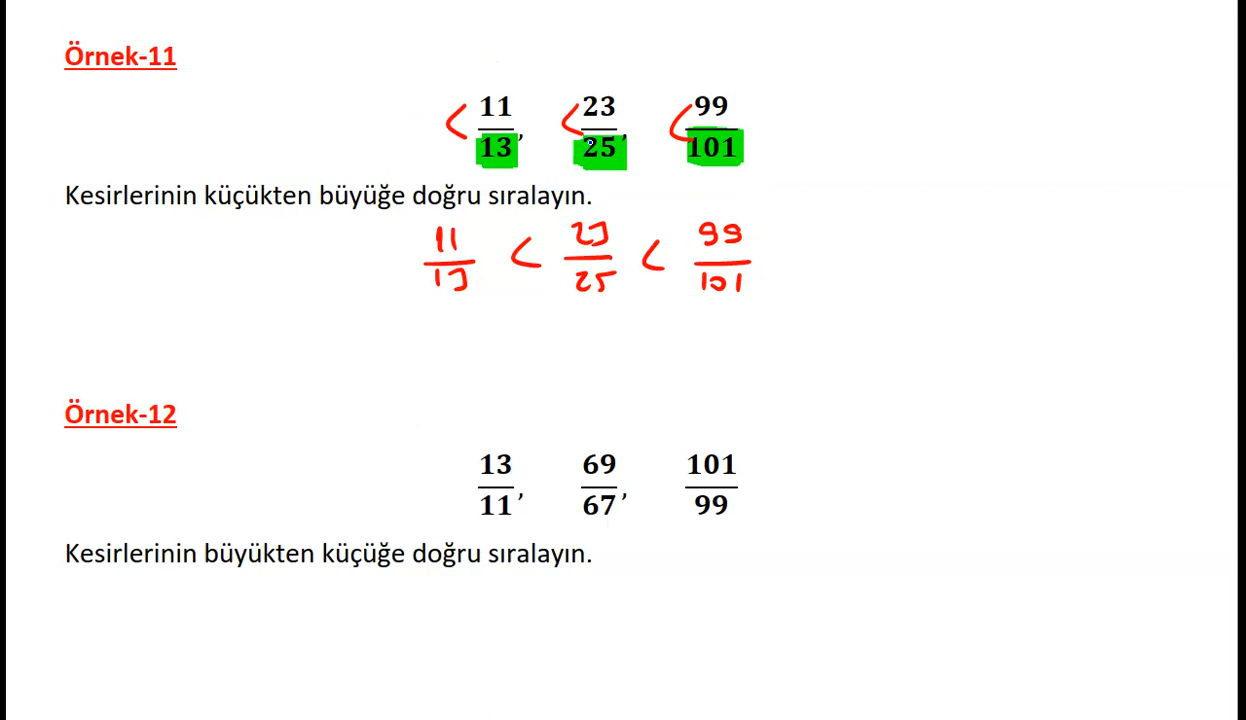 Örnek-11
< 11/13, < 23/25, < 99/101
Kesirlerinin küçükten büyüğe doğru sıralayın.
11/13 < 23/25 < 99/101
Örnek-12
13/11, 69/67, 101/99
Kesirlerinin büyükten küçüğe doğru sıralayın.